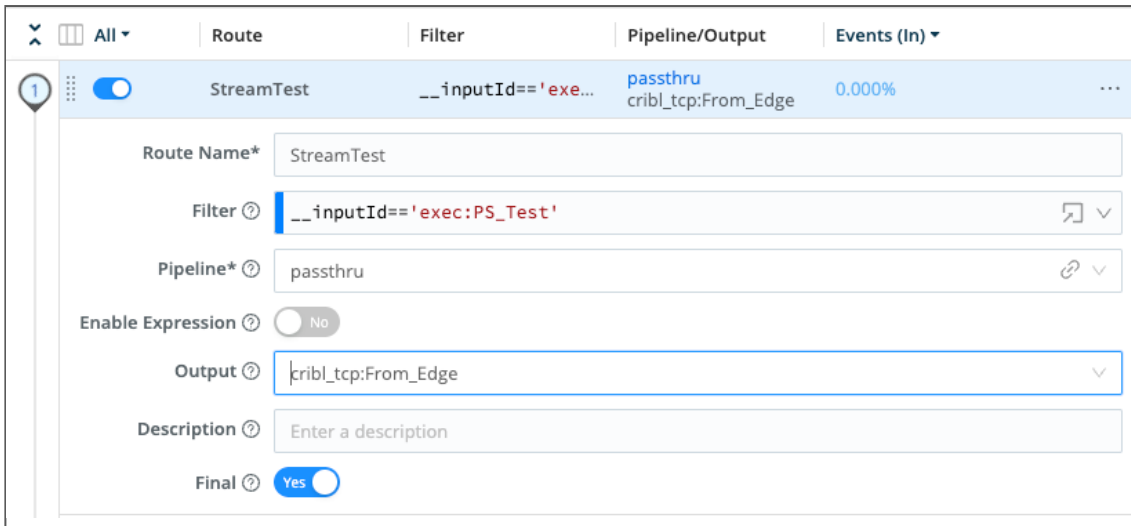 All Route Filter Pipeline/Output Events (In)
1 StreamTest __inputId=='exe... passthru 0.000% ...
cribl_tcp:From_Edge
Route Name* StreamTest
Filter ? __inputId=='exec:PS_Test'
Pipeline* ? passthru
Enable Expression ? No
Output ? cribl_tcp:From_Edge
Description ? Enter a description
Final ? Yes